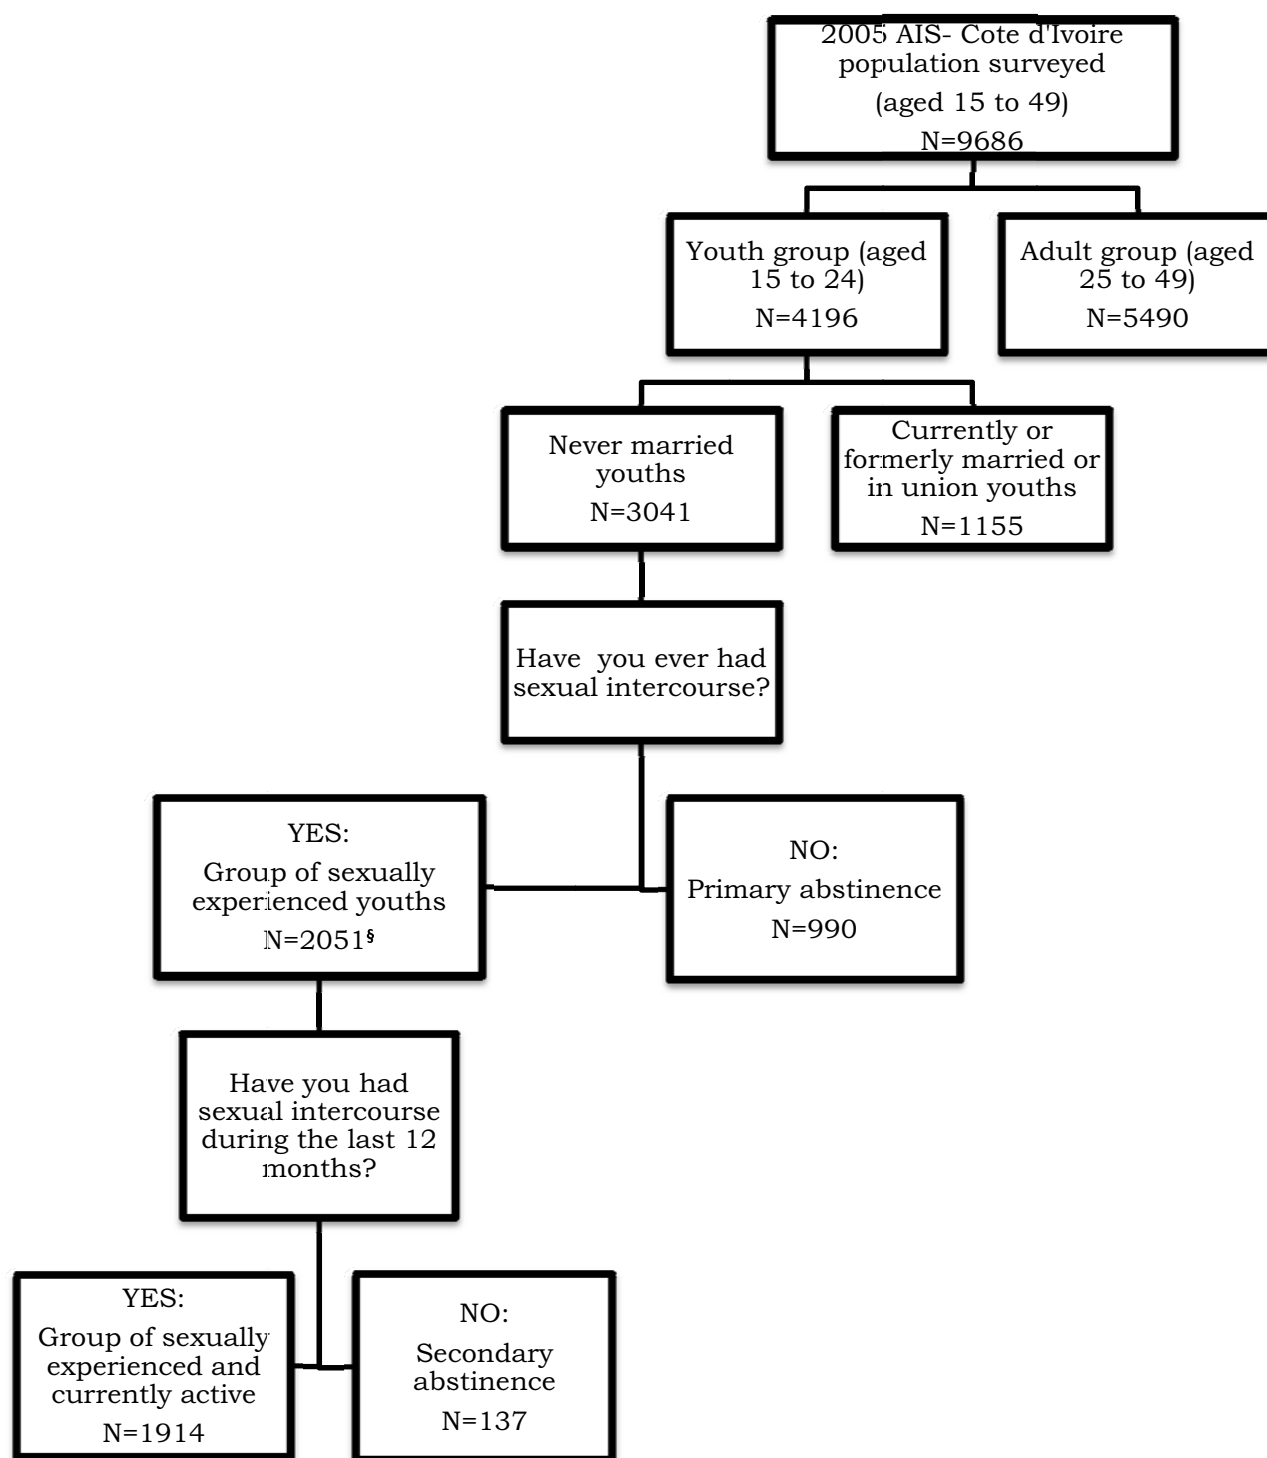 2005 AIS- Cote d'Ivoire
population surveyed
(aged 15 to 49)
N=9686
Youth group (aged
15 to 24)
N=4196
Adult group (aged
25 to 49)
N=5490
Never married
youths
N=3041
Currently or
formerly married or
in union youths
N=1155
Have you ever had
sexual intercourse?
YES:
Group of sexually
experienced youths
N=2051§
NO:
Primary abstinence
N=990
Have you had
sexual intercourse
during the last 12
months?
YES:
Group of sexually
experienced and
currently active
N=1914
NO:
Secondary
abstinence
N=137